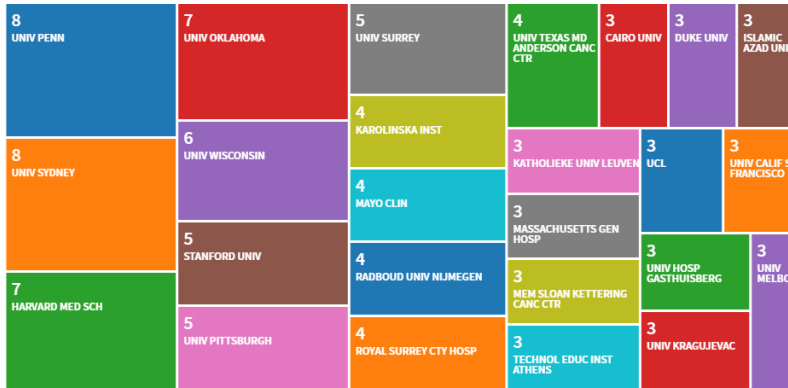 8
UNIV PENN
8
UNIV SYDNEY
7
HARVARD MED SCH
7
UNIV OKLAHOMA
6
UNIV WISCONSIN
5
STANFORD UNIV
5
UNIV PITTSBURGH
5
UNIV SURREY
4
KAROLINSKA INST
4
MAYO CLIN
4
RADBOUD UNIV NIJMEGEN
4
ROYAL SURREY CTY HOSP
4
UNIV TEXAS MD
ANDERSON CANC
CTR
3
CAIRO UNIV
3
DUKE UNIV
3
ISLAMIC
AZAD
3
KATHOLIEKE UNIV LEUVEN
3
MASSACHUSETTS GEN
HOSP
3
MEM SLOAN KETTERING
CANC CTR
3
TECHNOL EDUC INST
ATHENS
3
UCL
3
UNIV CALIF
FRANCISCO
3
UNIV HOSP
GASTHUISBERG
3
UNIV KRAGUJEVAC
3
UNIV